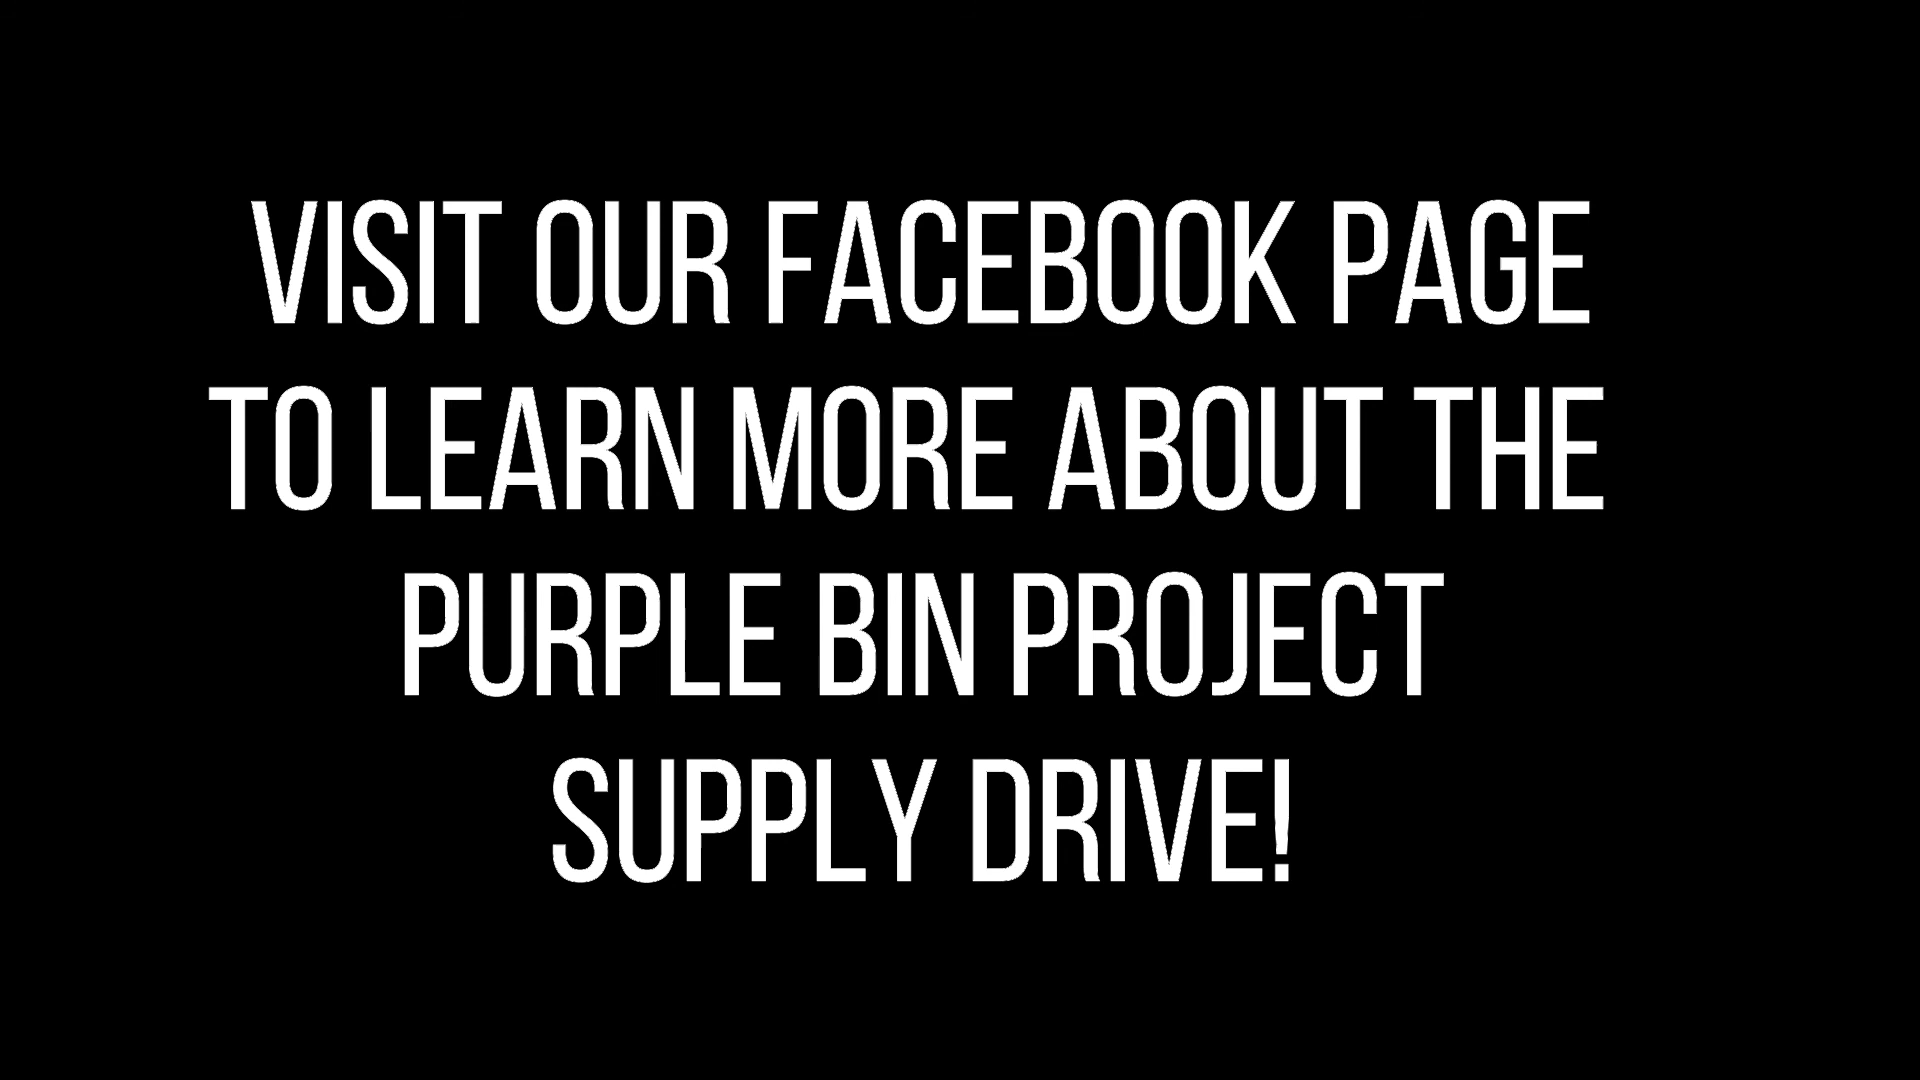 VISIT OUR FACEBOOK PAGE
TO LEARN MORE ABOUT THE
PURPLE BIN PROJECT
SUPPLY DRIVE!